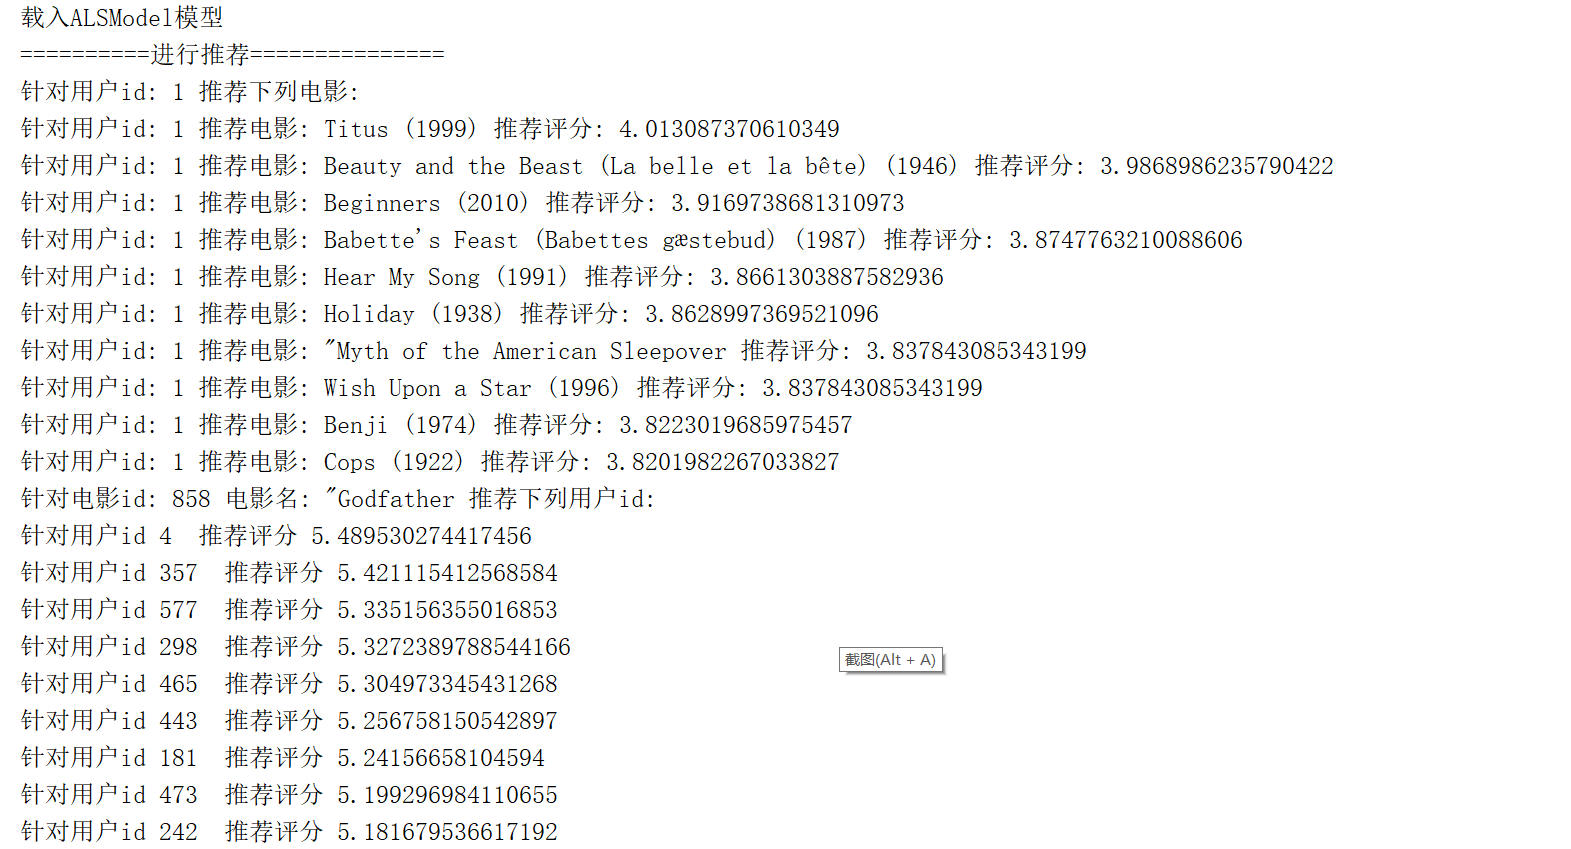 载入ALSModel模型
==========进行推荐===============
针对用户id: 1 推荐下列电影:
针对用户id: 1 推荐电影: Titus (1999) 推荐评分: 4.013087370610349
针对用户id: 1 推荐电影: Beauty and the Beast (La belle et la bête) (1946) 推荐评分: 3.9868986235790422
针对用户id: 1 推荐电影: Beginners (2010) 推荐评分: 3.9169738681310973
针对用户id: 1 推荐电影: Babette's Feast (Babettes gæstebud) (1987) 推荐评分: 3.8747763210088606
针对用户id: 1 推荐电影: Hear My Song (1991) 推荐评分: 3.8661303887582936
针对用户id: 1 推荐电影: Holiday (1938) 推荐评分: 3.8628997369521096
针对用户id: 1 推荐电影: "Myth of the American Sleepover 推荐评分: 3.837843085343199
针对用户id: 1 推荐电影: Wish Upon a Star (1996) 推荐评分: 3.837843085343199
针对用户id: 1 推荐电影: Benji (1974) 推荐评分: 3.8223019685975457
针对用户id: 1 推荐电影: Cops (1922) 推荐评分: 3.8201982267033827
针对电影id: 858 电影名: "Godfather 推荐下列用户id:
针对用户id 4  推荐评分 5.489530274417456
针对用户id 357  推荐评分 5.421115412568584
针对用户id 577  推荐评分 5.335156355016853
针对用户id 298  推荐评分 5.3272389788544166
截图(Alt + A)
针对用户id 465  推荐评分 5.304973345431268
针对用户id 443  推荐评分 5.256758150542897
针对用户id 181  推荐评分 5.24156658104594
针对用户id 473  推荐评分 5.199296984110655
针对用户id 242  推荐评分 5.181679536617192